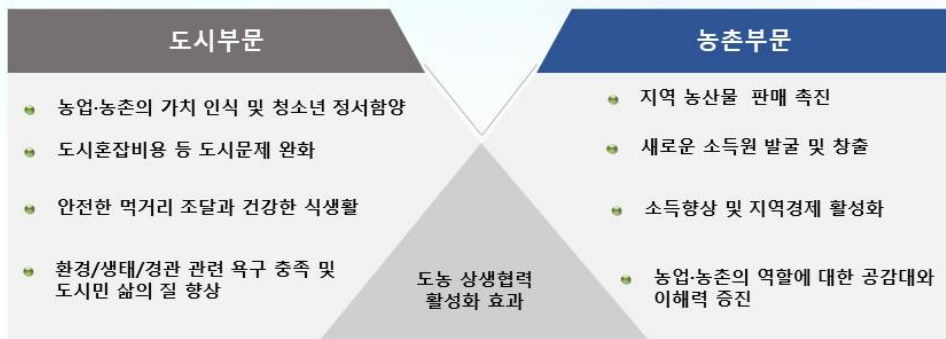 도시부문
농업·농촌의 가치 인식 및 청소년 정서함양
도시혼잡비용 등 도시문제 완화
안전한 먹거리 조달과 건강한 식생활
환경/생태/경관 관련 욕구 충족 및
도시민 삶의 질 향상
도농 상생협력
활성화 효과
농촌부문
지역 농산물 판매 촉진
새로운 소득원 발굴 및 창출
소득향상 및 지역경제 활성화
농업·농촌의 역할에 대한 공감대와
이해력 증진